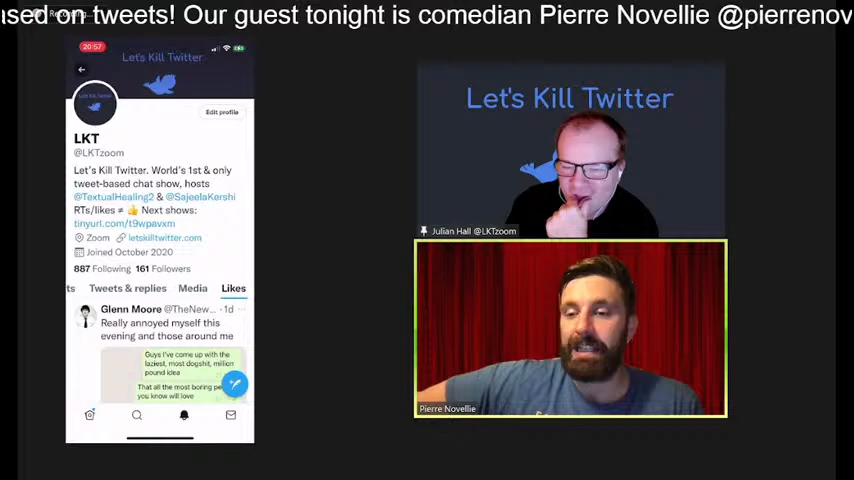 sed on tweets! Our guest tonight is comedian Pierre Novellie @pierrenov
20:57
Let's Kill Twitter
Edit profile
LKT
@LKTzoom
Let's Kill Twitter. World's 1st & only
tweet-based chat show, hosts
@TextualHealing2 & @SajeelaKershi
RTs/likes ≠ 👍 Next shows:
tinyurl.com/t9wpavxm
Zoom letskilltwitter.com
Joined October 2020
887 Following 161 Followers
ts Tweets & replies Media Likes
Glenn Moore @TheNew... · 1d
Really annoyed myself this
evening and those around me
Guys I've come up with the
laziest, most dogshit, million
pound idea
That all the most boring pe
you know will love
Let's Kill Twitter
Julian Hall @LKTzoom
Pierre Novellie